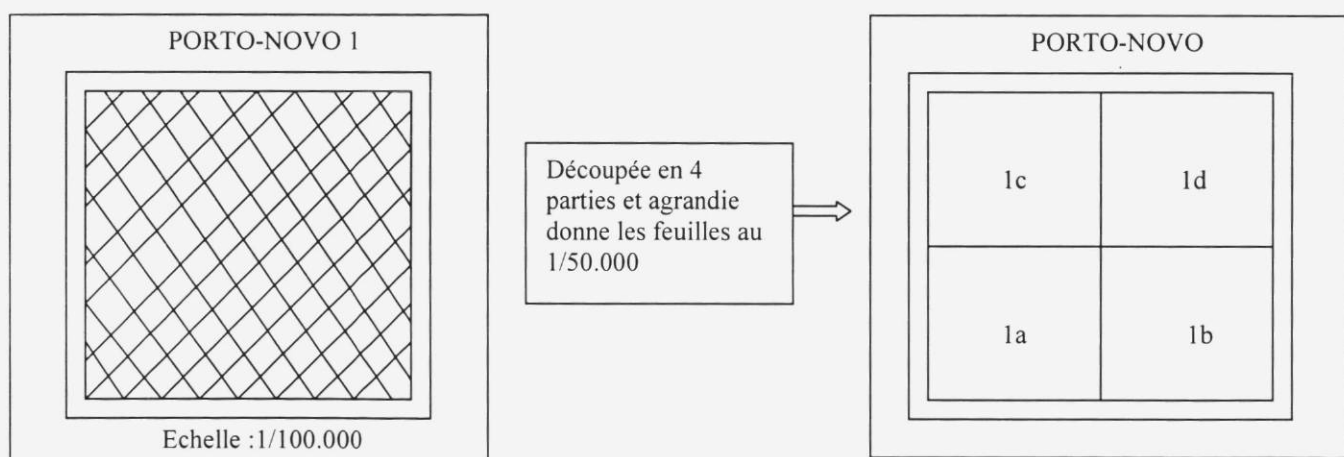 PORTO-NOVO 1
Echelle :1/100.000
Découpée en 4
parties et agrandie
donne les feuilles au
1/50.000
PORTO-NOVO
1c 1d
1a 1b